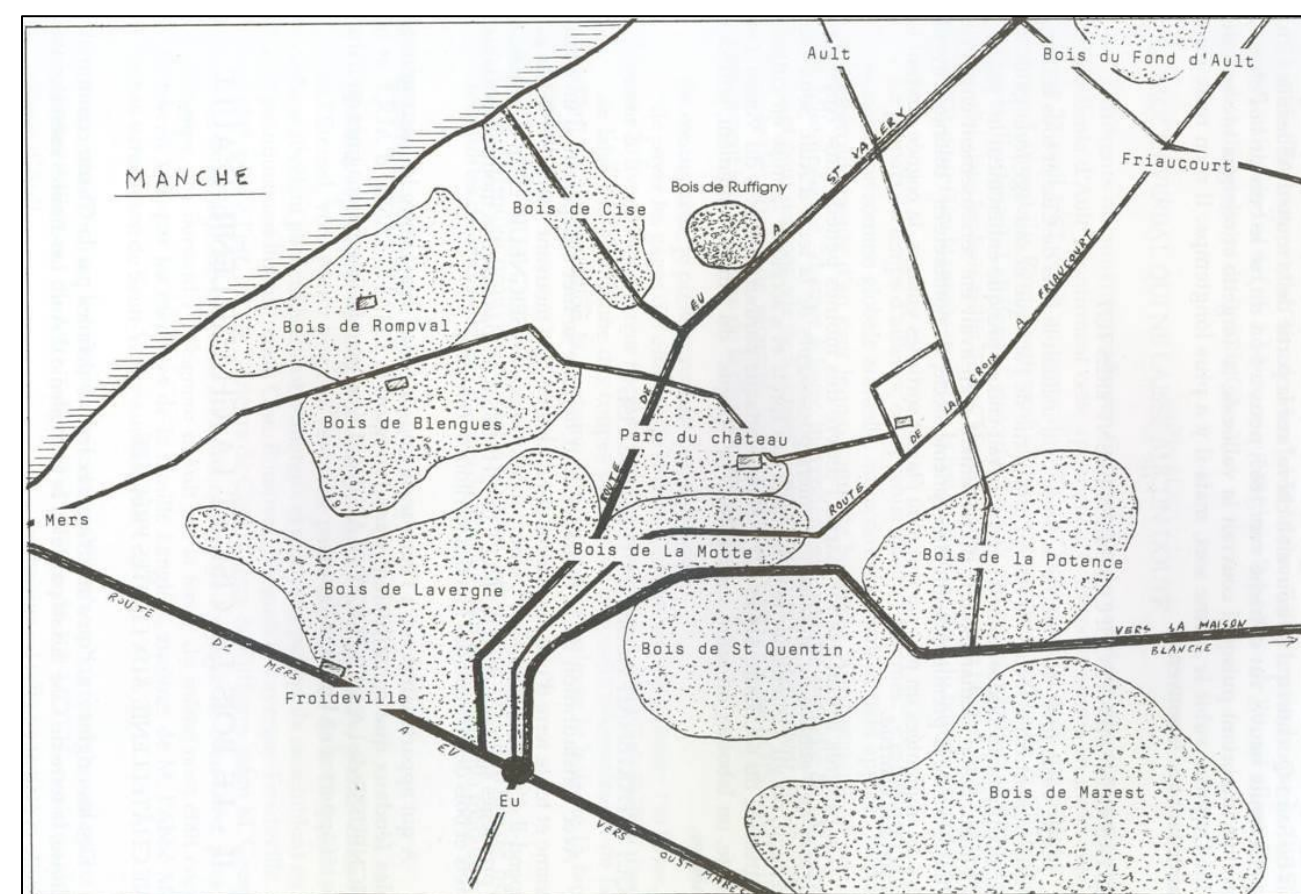 Ault
Bois du Fond d'Ault
Friaucourt
MANCHE
Bois de Ruffigny
Bois de Cise
ROUTE DE EU A ST VALERY
Bois de Rompval
Bois de Blengues
Parc du château
ROUTE DE LA CROIX A FRIAUCOURT
Mers
Bois de La Motte
Bois de la Potence
Bois de Lavergne
Bois de St Quentin
VERS LA MAISON
BLANCHE
ROUTE DE MERS A EU
Froideville
Eu
VERS OUST MAREST
Bois de Marest